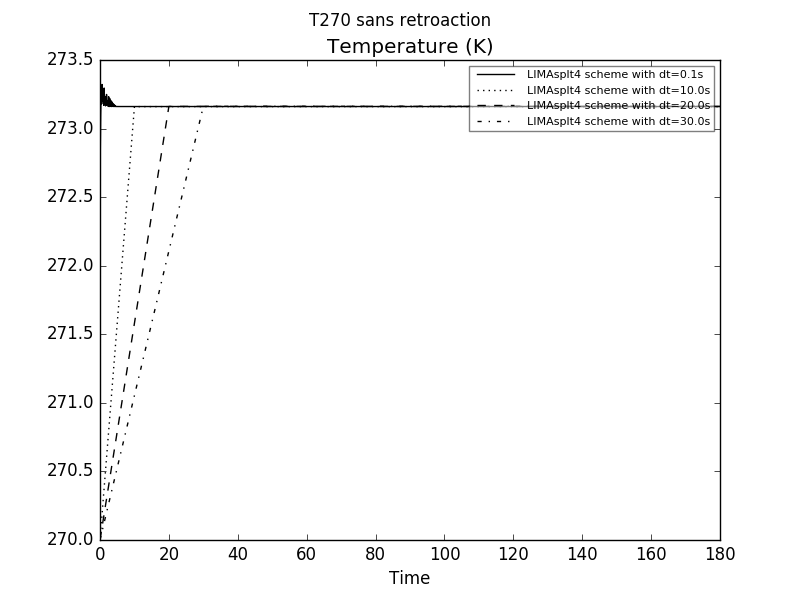 T270 sans retroaction
Temperature (K)
273.5
273.0
272.5
272.0
271.5
271.0
270.5
270.0
LIMAsplt4 scheme with dt=0.1s
LIMAsplt4 scheme with dt=10.0s
LIMAsplt4 scheme with dt=20.0s
LIMAsplt4 scheme with dt=30.0s
0 20 40 60 80 100 120 140 160 180
Time